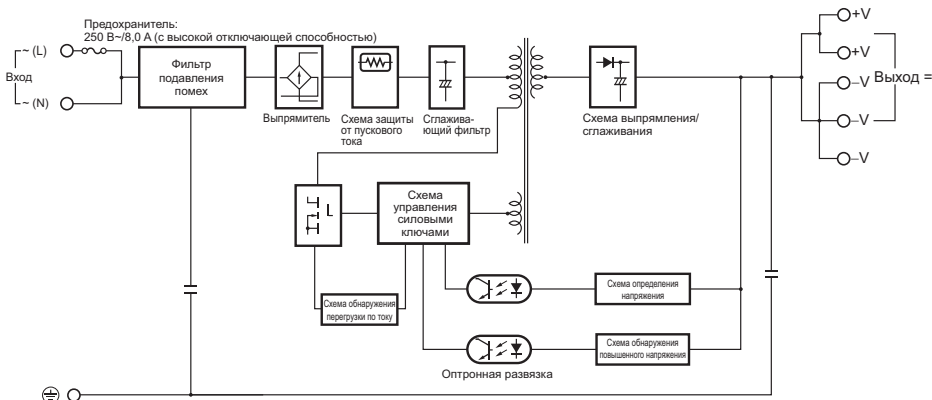 Предохранитель:
250 В~/8,0 А (с высокой отключающей способностью)
~ (L)
Вход
~ (N)
Фильтр
подавления
помех
Выпрямитель
Схема защиты
от пускового
тока
Сглажива-
ющий фильтр
Схема выпрямления/
сглаживания
+V
+V
–V
–V
–V
Выход =
Схема
управления
силовыми
ключами
Схема обнаружения
перегрузки по току
Схема определения
напряжения
Схема обнаружения
повышенного напряжения
Оптронная развязка